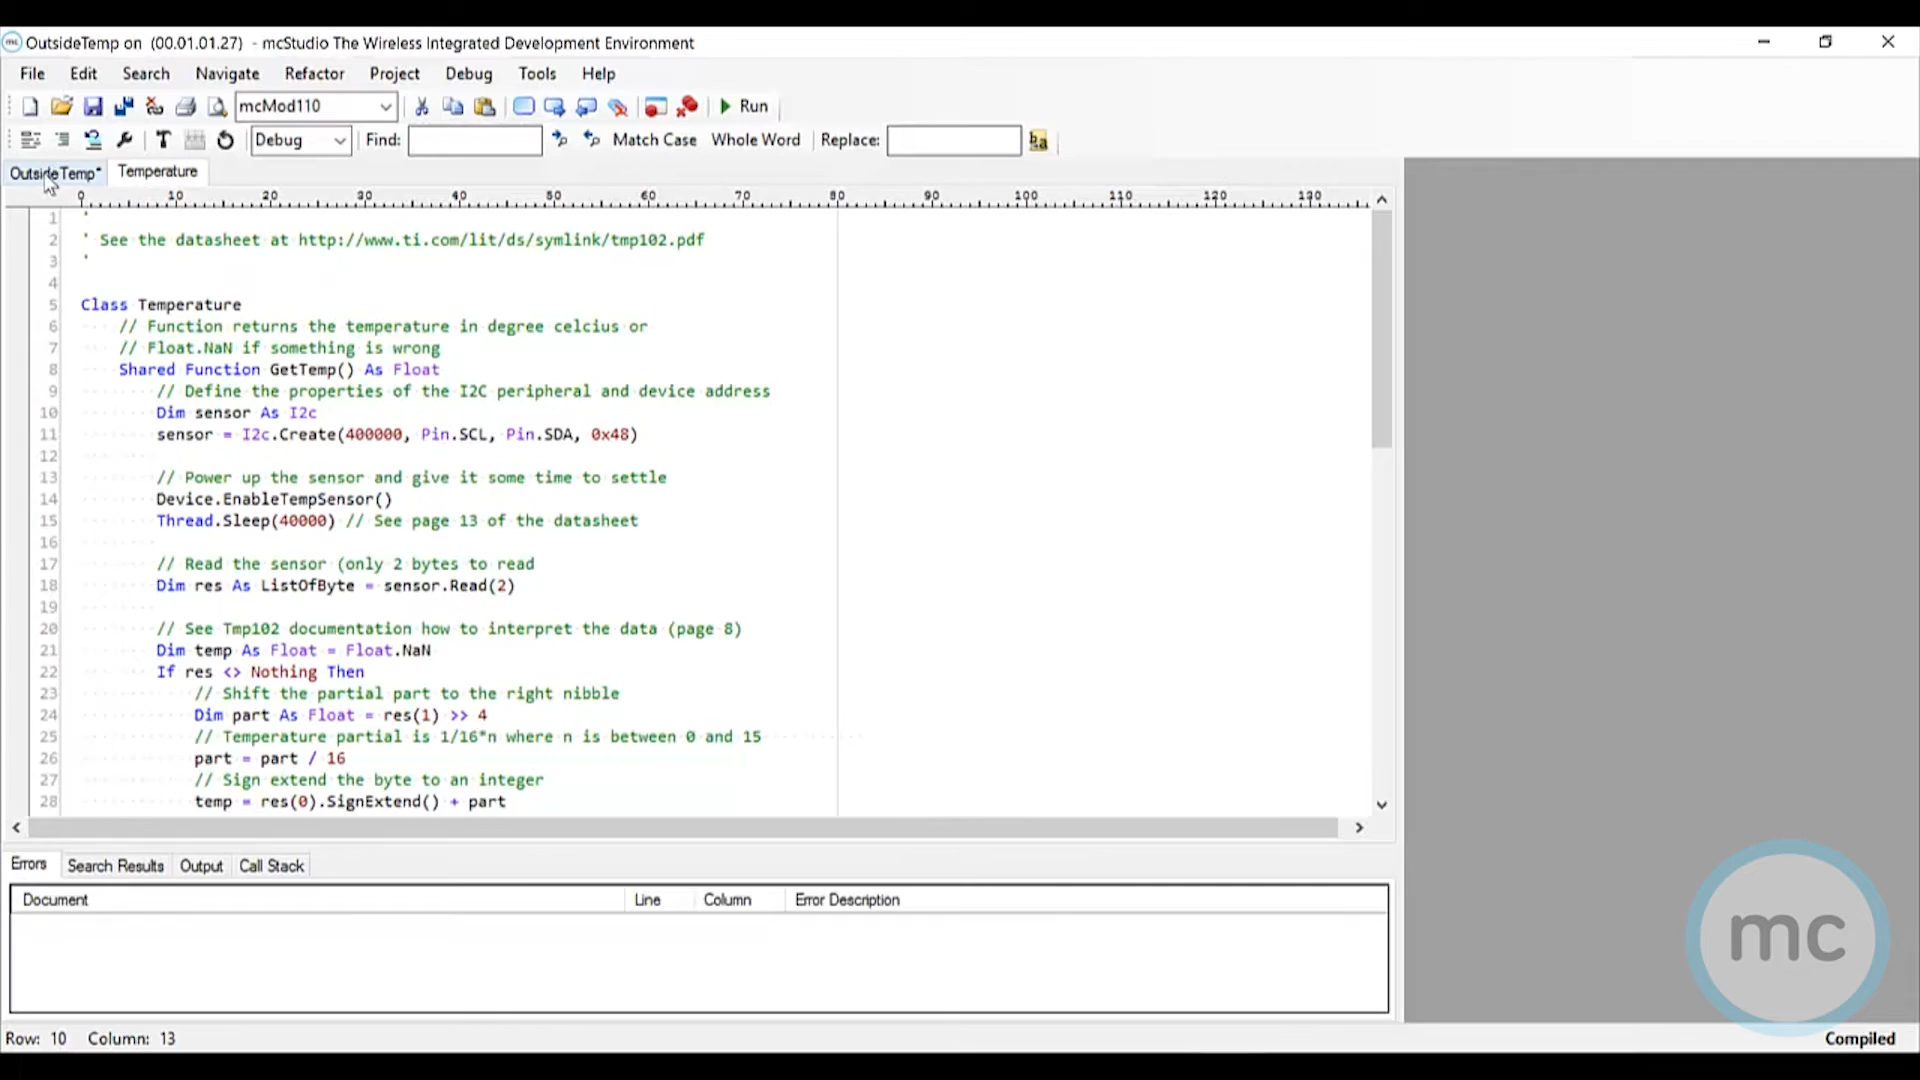 mc OutsideTemp on (00.01.01.27) - mcStudio The Wireless Integrated Development Environment
File Edit Search Navigate Refactor Project Debug Tools Help
mcMod110 Run
Debug Find: Match Case Whole Word Replace:
OutsideTemp* Temperature
0 10 20 30 40 50 60 70 80 90 100 110 120 130
1 '
2 ' See the datasheet at http://www.ti.com/lit/ds/symlink/tmp102.pdf
3 '
4
5 Class Temperature
6 // Function returns the temperature in degree celcius or
7 // Float.NaN if something is wrong
8 Shared Function GetTemp() As Float
9 // Define the properties of the I2C peripheral and device address
10 Dim sensor As I2c
11 sensor = I2c.Create(400000, Pin.SCL, Pin.SDA, 0x48)
12
13 // Power up the sensor and give it some time to settle
14 Device.EnableTempSensor()
15 Thread.Sleep(40000) // See page 13 of the datasheet
16
17 // Read the sensor (only 2 bytes to read
18 Dim res As ListOfByte = sensor.Read(2)
19
20 // See Tmp102 documentation how to interpret the data (page 8)
21 Dim temp As Float = Float.NaN
22 If res <> Nothing Then
23 // Shift the partial part to the right nibble
24 Dim part As Float = res(1) >> 4
25 // Temperature partial is 1/16*n where n is between 0 and 15
26 part = part / 16
27 // Sign extend the byte to an integer
28 temp = res(0).SignExtend() + part
Errors Search Results Output Call Stack
Document Line Column Error Description
mc
Row: 10 Column: 13 Compiled